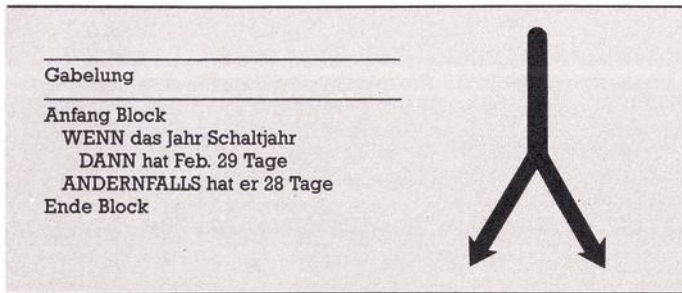 Gabelung
Anfang Block
WENN das Jahr Schaltjahr
DANN hat Feb. 29 Tage
ANDERNFALLS hat er 28 Tage
Ende Block